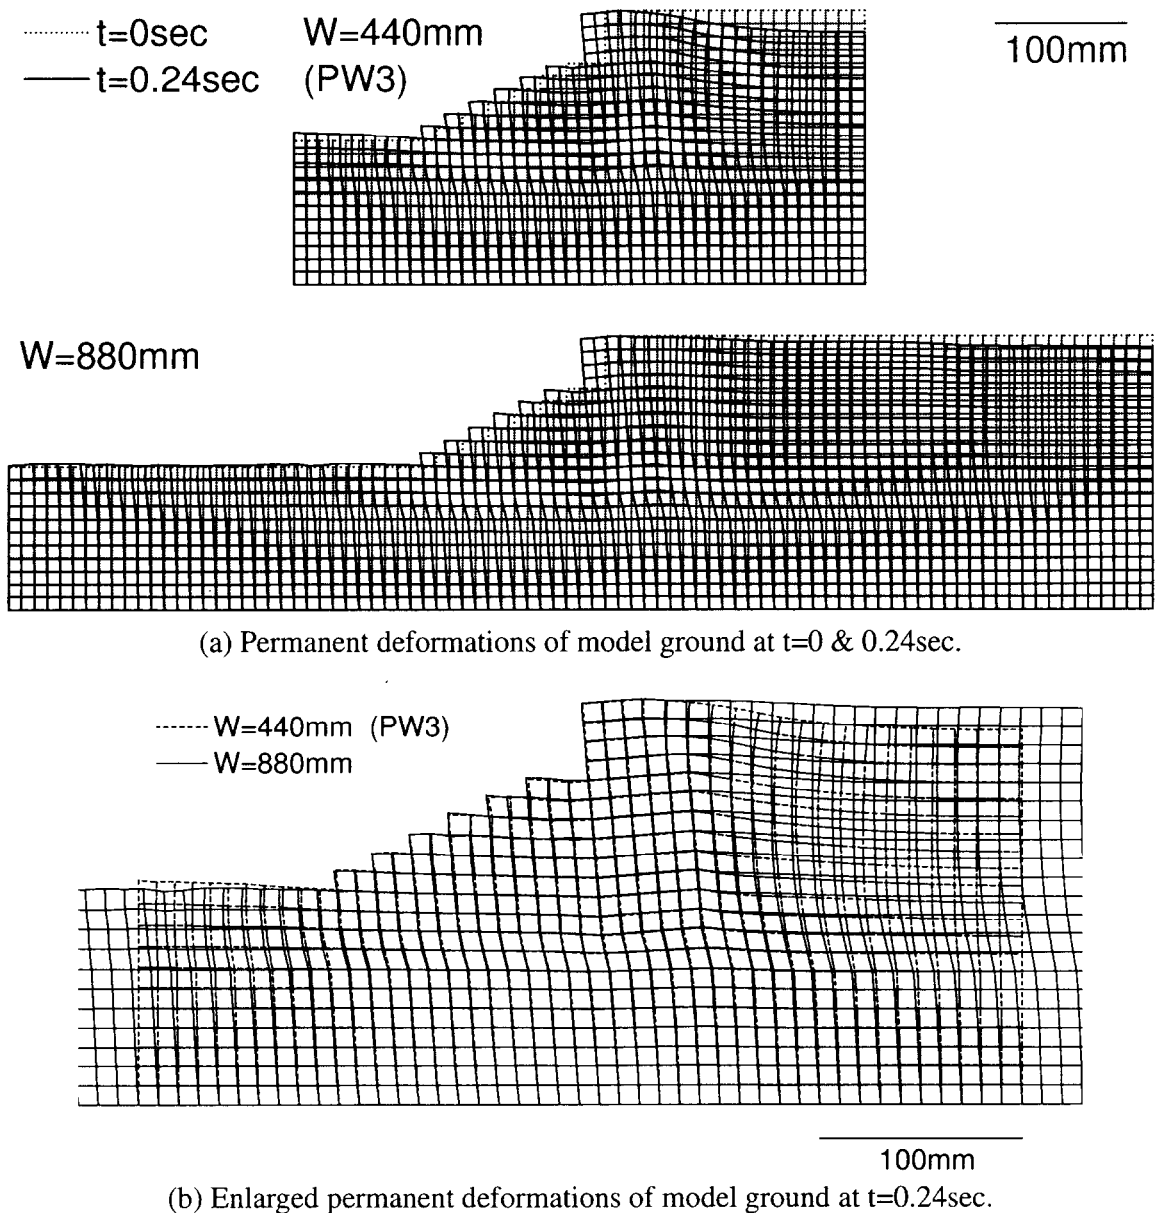 t=0sec W=440mm
t=0.24sec (PW3)
100mm
W=880mm
(a) Permanent deformations of model ground at t=0 & 0.24sec.
W=440mm (PW3)
W=880mm
100mm
(b) Enlarged permanent deformations of model ground at t=0.24sec.